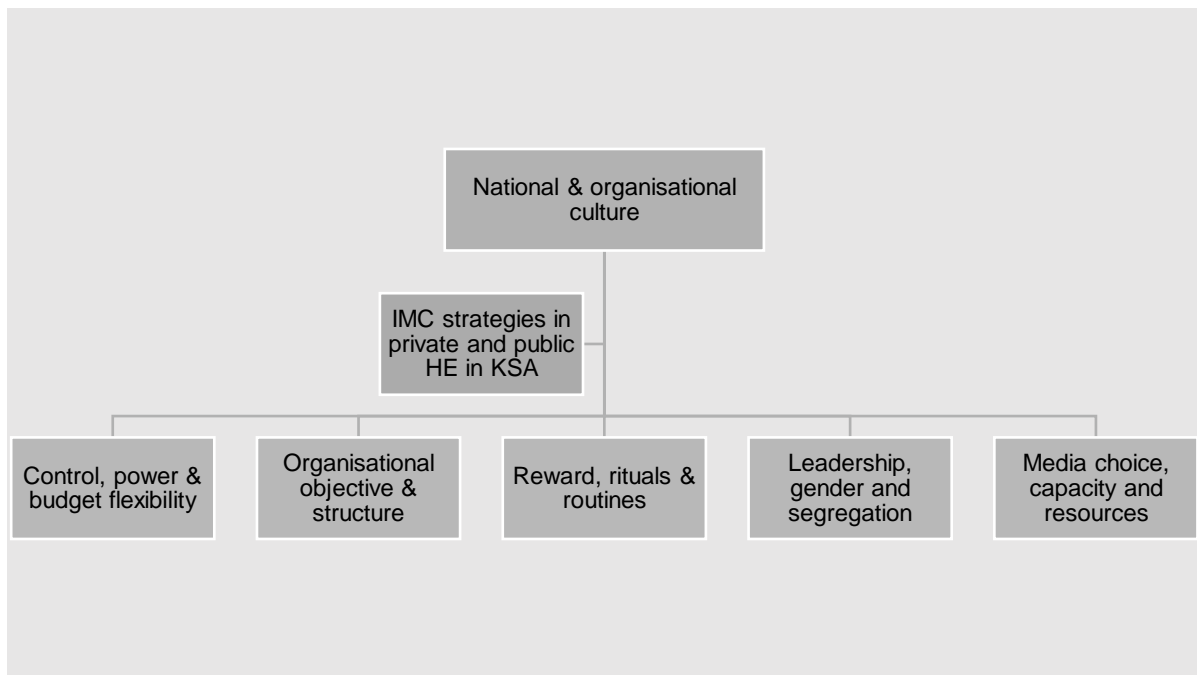 National & organisational
culture
IMC strategies in
private and public
HE in KSA
Control, power &
budget flexibility
Organisational
objective &
structure
Reward, rituals &
routines
Leadership,
gender and
segregation
Media choice,
capacity and
resources